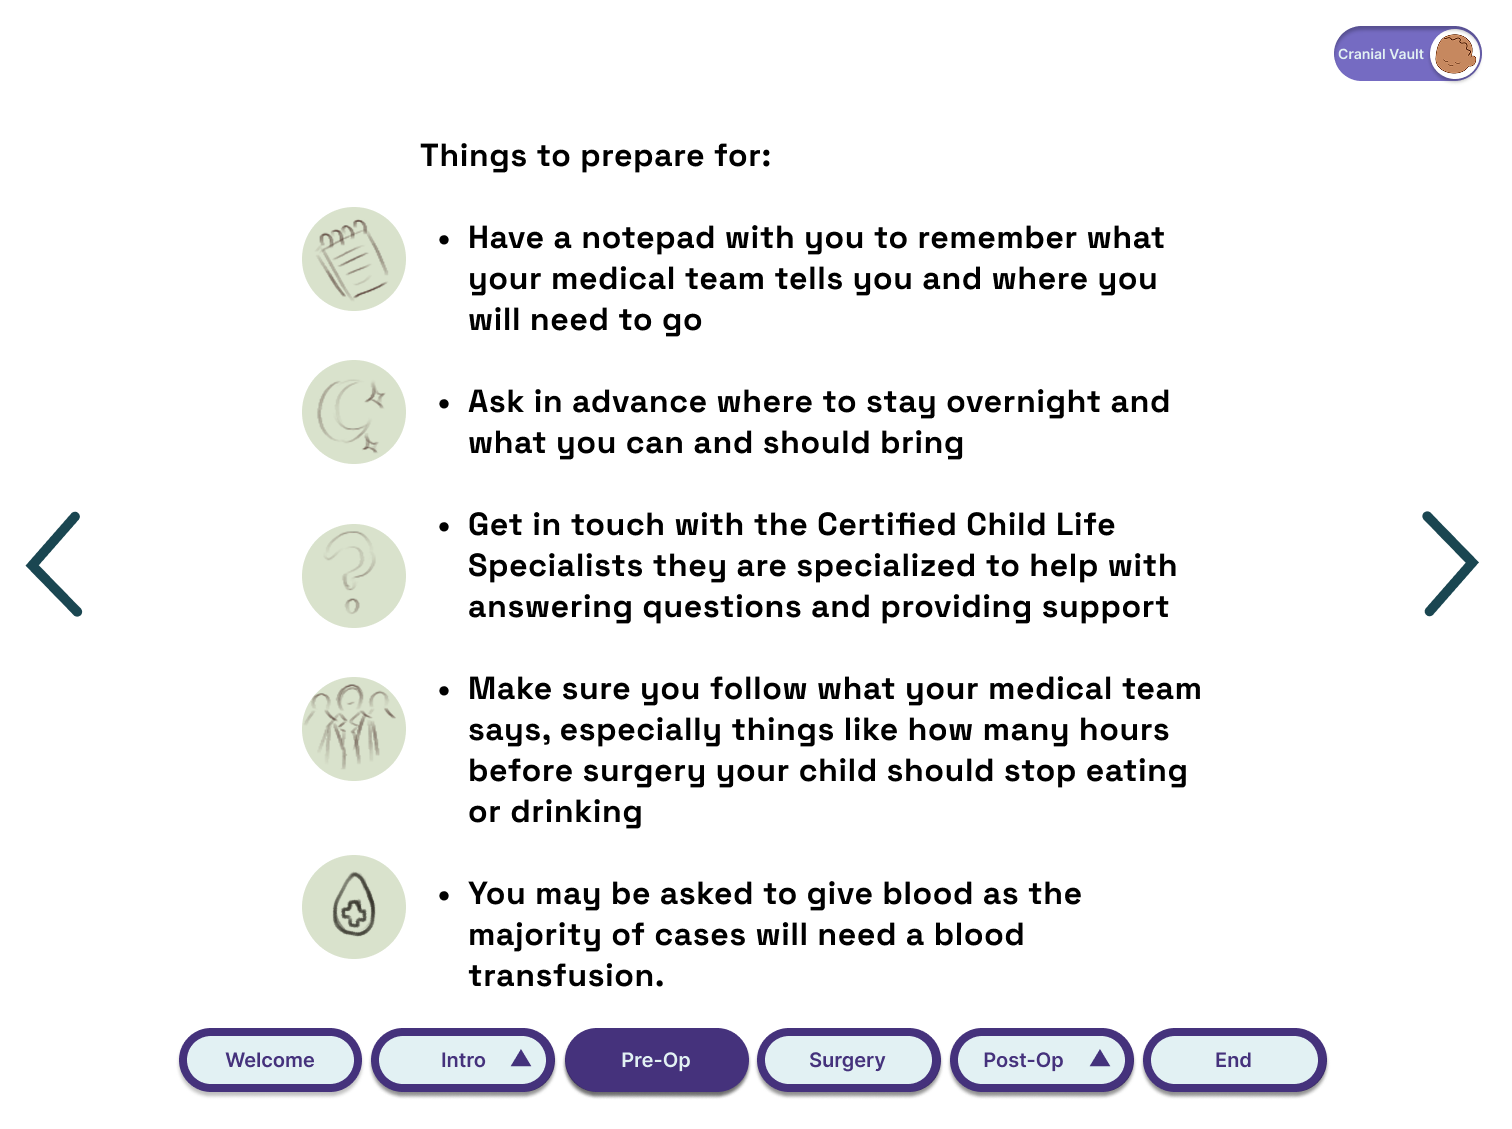 Cranial Vault
Things to prepare for:
• Have a notepad with you to remember what
your medical team tells you and where you
will need to go
• Ask in advance where to stay overnight and
what you can and should bring
• Get in touch with the Certified Child Life
Specialists they are specialized to help with
answering questions and providing support
• Make sure you follow what your medical team
says, especially things like how many hours
before surgery your child should stop eating
or drinking
• You may be asked to give blood as the
majority of cases will need a blood
transfusion.
Welcome
Intro
Pre-Op
Surgery
Post-Op
End